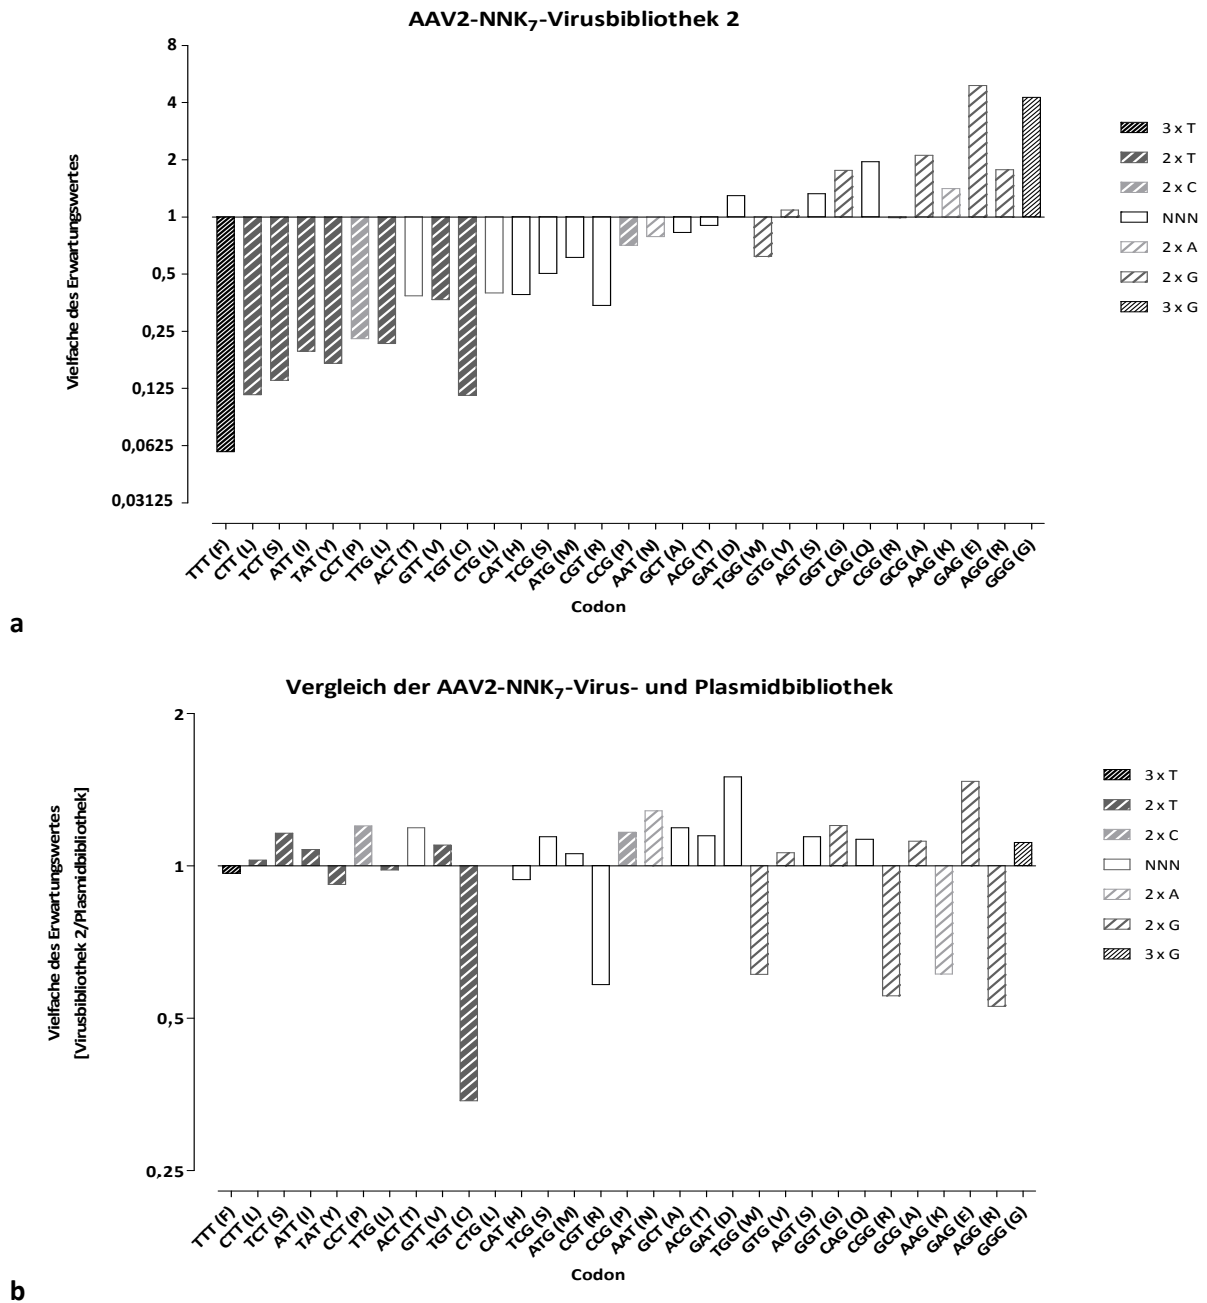 AAV2-NNK7-Virusbibliothek 2
Vielfache des Erwartungswertes
8
4
2
1
0,5
0,25
0,125
0,0625
0,03125
3 x T
2 x T
2 x C
NNN
2 x A
2 x G
3 x G
TTT (F)
CTT (L)
TCT (S)
ATT (I)
TAT (Y)
CCT (P)
TTG (L)
ACT (T)
GTT (V)
TGT (C)
CTG (L)
CAT (H)
TCG (S)
ATG (M)
CGT (R)
CCG (P)
AAT (N)
GCT (A)
ACG (T)
GAT (D)
TGG (W)
GTG (V)
AGT (S)
GGT (G)
CAG (Q)
CGG (R)
GCG (A)
AAG (K)
GAG (E)
AGG (R)
GGG (G)
Codon
a
Vergleich der AAV2-NNK7-Virus- und Plasmidbibliothek
Vielfache des Erwartungswertes
[Virusbibliothek 2/Plasmidbibliothek]
2
1
0,5
0,25
3 x T
2 x T
2 x C
NNN
2 x A
2 x G
3 x G
TTT (F)
CTT (L)
TCT (S)
ATT (I)
TAT (Y)
CCT (P)
TTG (L)
ACT (T)
GTT (V)
TGT (C)
CTG (L)
CAT (H)
TCG (S)
ATG (M)
CGT (R)
CCG (P)
AAT (N)
GCT (A)
ACG (T)
GAT (D)
TGG (W)
GTG (V)
AGT (S)
GGT (G)
CAG (Q)
CGG (R)
GCG (A)
AAG (K)
GAG (E)
AGG (R)
GGG (G)
Codon
b